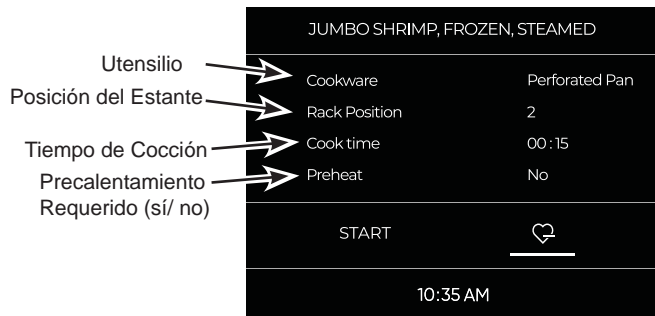 JUMBO SHRIMP, FROZEN, STEAMED
Utensilio
Cookware Perforated Pan
Posición del Estante
Rack Position 2
Tiempo de Cocción
Cook time 00:15
Precalentamiento
Requerido (sí/ no)
Preheat No
START
10:35 AM